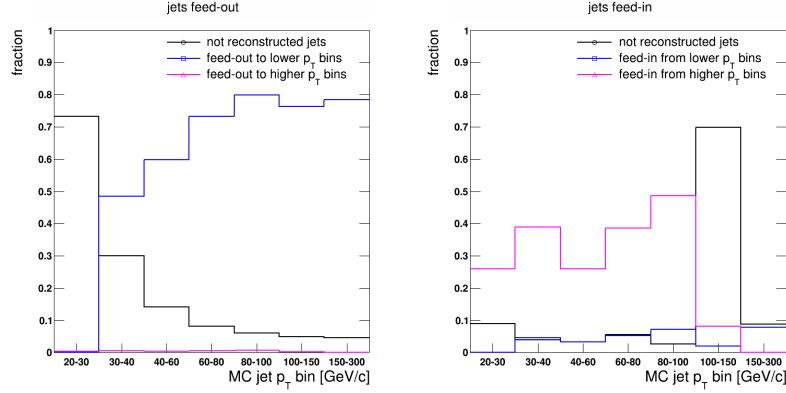 jets feed-out
fraction
1
0.9
0.8
0.7
0.6
0.5
0.4
0.3
0.2
0.1
0
not reconstructed jets
feed-out to lower p_T bins
feed-out to higher p_T bins
20-30 30-40 40-60 60-80 80-100 100-150 150-300
MC jet p_T bin [GeV/c]
jets feed-in
fraction
1
0.9
0.8
0.7
0.6
0.5
0.4
0.3
0.2
0.1
0
not reconstructed jets
feed-in from lower p_T bins
feed-in from higher p_T bins
20-30 30-40 40-60 60-80 80-100 100-150 150-300
MC jet p_T bin [GeV/c]